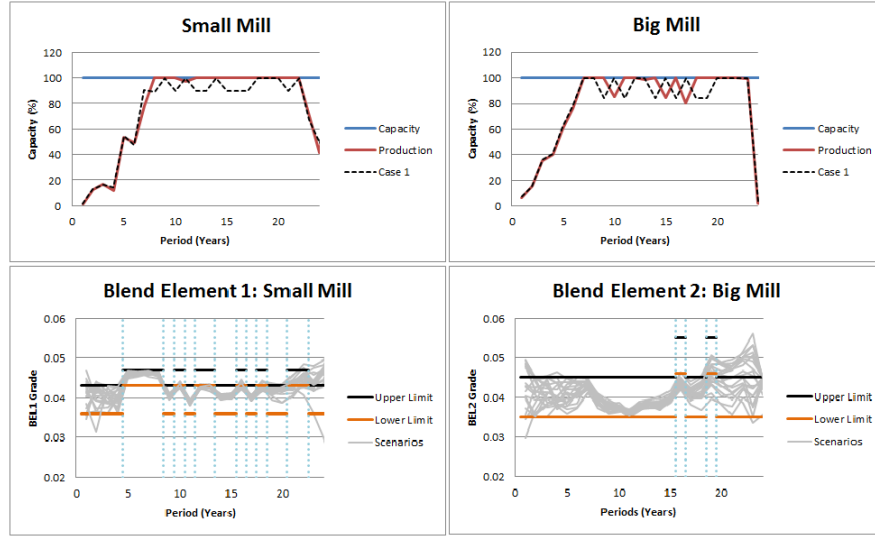 Small Mill
120
100
80
60
40
20
0
Capacity (%)
0
5
10
15
20
Period (Years)
Capacity
Production
Case 1
Big Mill
120
100
80
60
40
20
0
Capacity (%)
0
5
10
15
20
Period (Years)
Capacity
Production
Case 1
Blend Element 1: Small Mill
0.06
0.05
0.04
0.03
0.02
BEL1 Grade
0
5
10
15
20
Period (Years)
Upper Limit
Lower Limit
Scenarios
Blend Element 2: Big Mill
0.06
0.05
0.04
0.03
0.02
BEL2 Grade
0
5
10
15
20
Periods (Years)
Upper Limit
Lower Limit
Scenarios